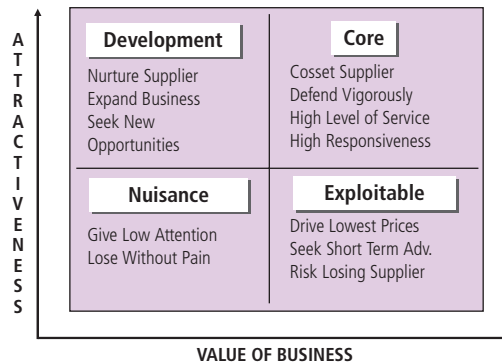 ATTRACTIVENESS
Development
Nurture Supplier
Expand Business
Seek New
Opportunities
Core
Cosset Supplier
Defend Vigorously
High Level of Service
High Responsiveness
Nuisance
Give Low Attention
Lose Without Pain
Exploitable
Drive Lowest Prices
Seek Short Term Adv.
Risk Losing Supplier
VALUE OF BUSINESS